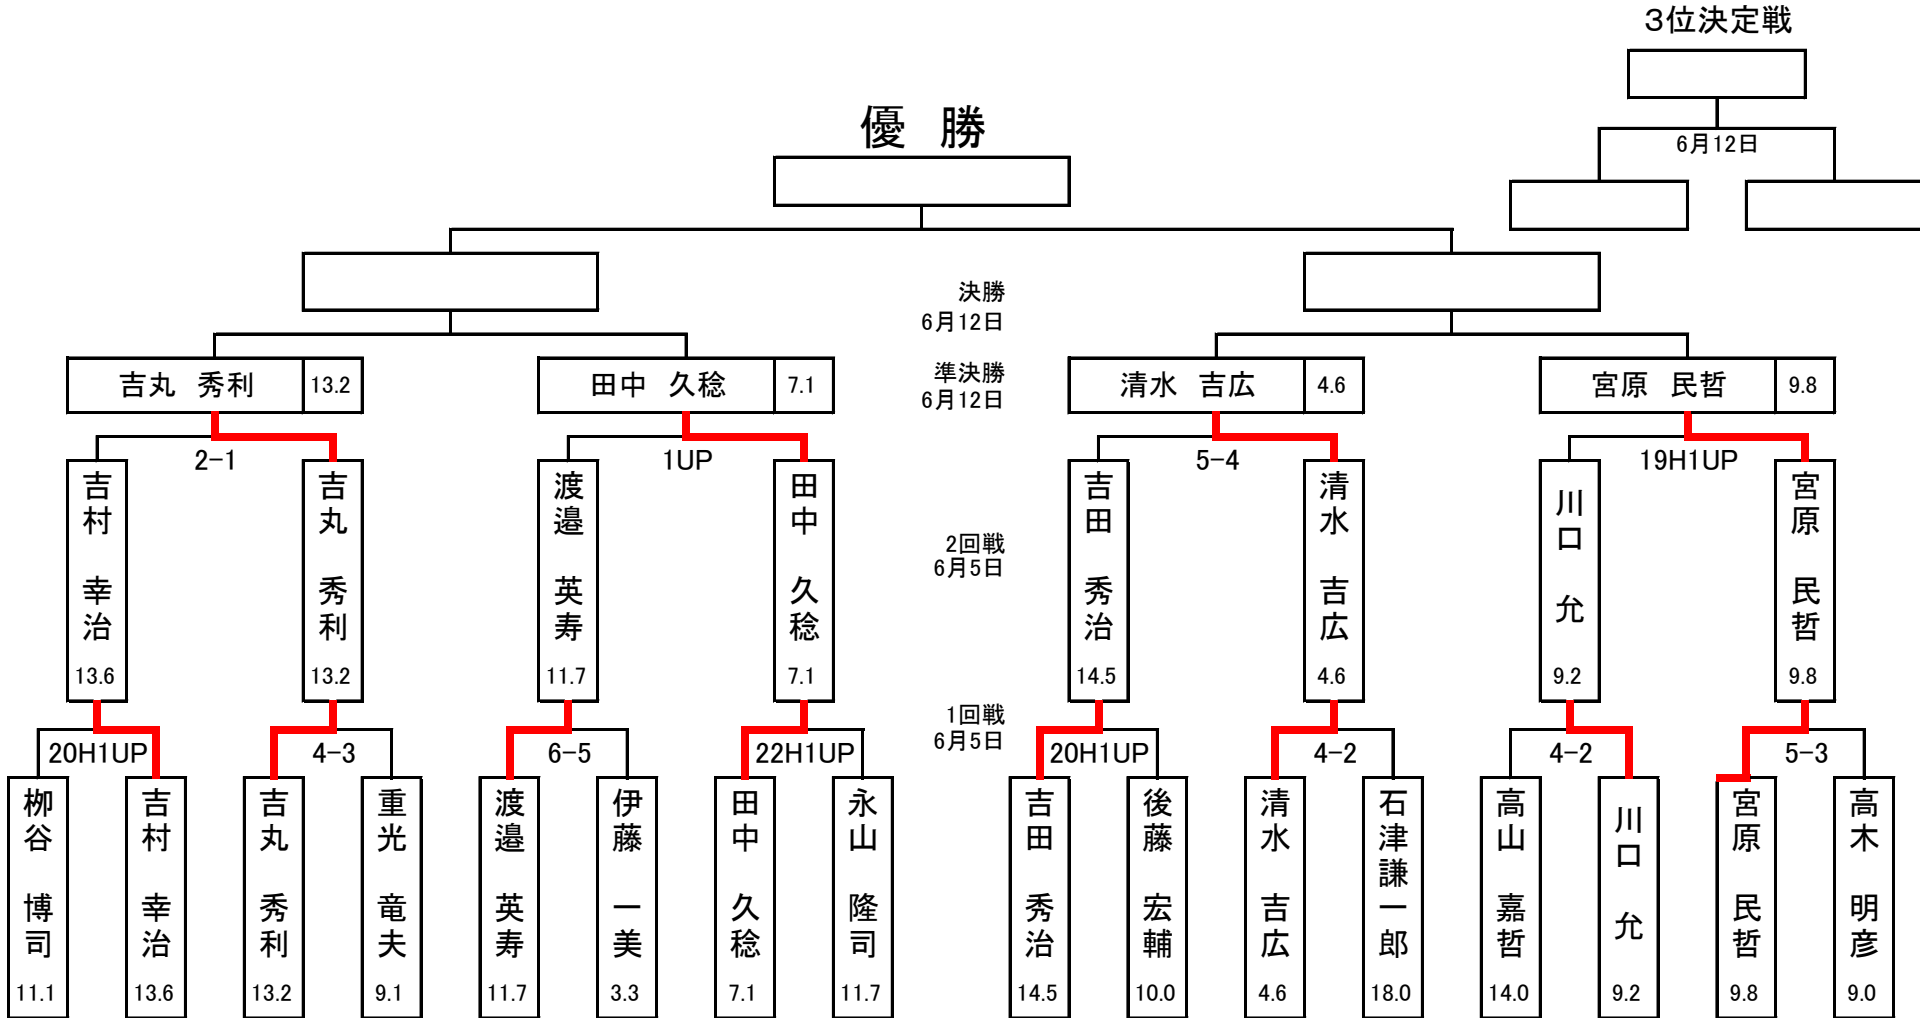 3位決定戦
6月12日
優　勝
決勝
6月12日
準決勝
6月12日
吉丸　秀利 13.2
田中　久稔 7.1
清水　吉広 4.6
宮原　民哲 9.8
2-1
1UP
5-4
19H1UP
吉村　幸治 13.6
吉丸　秀利 13.2
渡邉　英寿 11.7
田中　久稔 7.1
2回戦
6月5日
吉田　秀治 14.5
清水　吉広 4.6
川口　允 9.2
宮原　民哲 9.8
1回戦
6月5日
20H1UP
4-3
6-5
22H1UP
20H1UP
4-2
4-2
5-3
栁谷　博司 11.1
吉村　幸治 13.6
吉丸　秀利 13.2
重光　竜夫 9.1
渡邉　英寿 11.7
伊藤　一美 3.3
田中　久稔 7.1
永山　隆司 11.7
吉田　秀治 14.5
後藤　宏輔 10.0
清水　吉広 4.6
石津謙一郎 18.0
高山　嘉哲 14.0
川口　允 9.2
宮原　民哲 9.8
高木　明彦 9.0